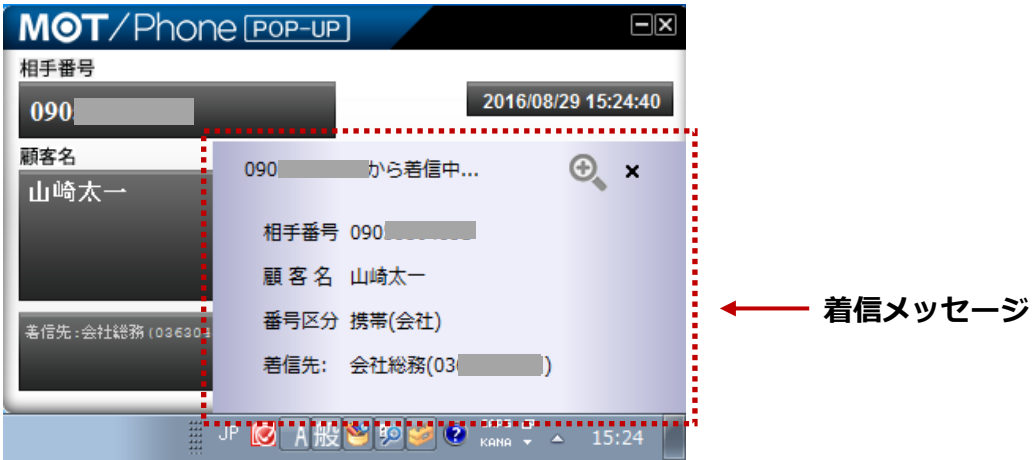 MOT/Phone POP-UP
相手番号
090
2016/08/29 15:24:40
顧客名
山崎太一
着信先:会社総務(03630
090 から着信中...
相手番号 090
顧客名 山崎太一
番号区分 携帯(会社)
着信先: 会社総務(03 )
着信メッセージ
JP A 般 KANA 15:24